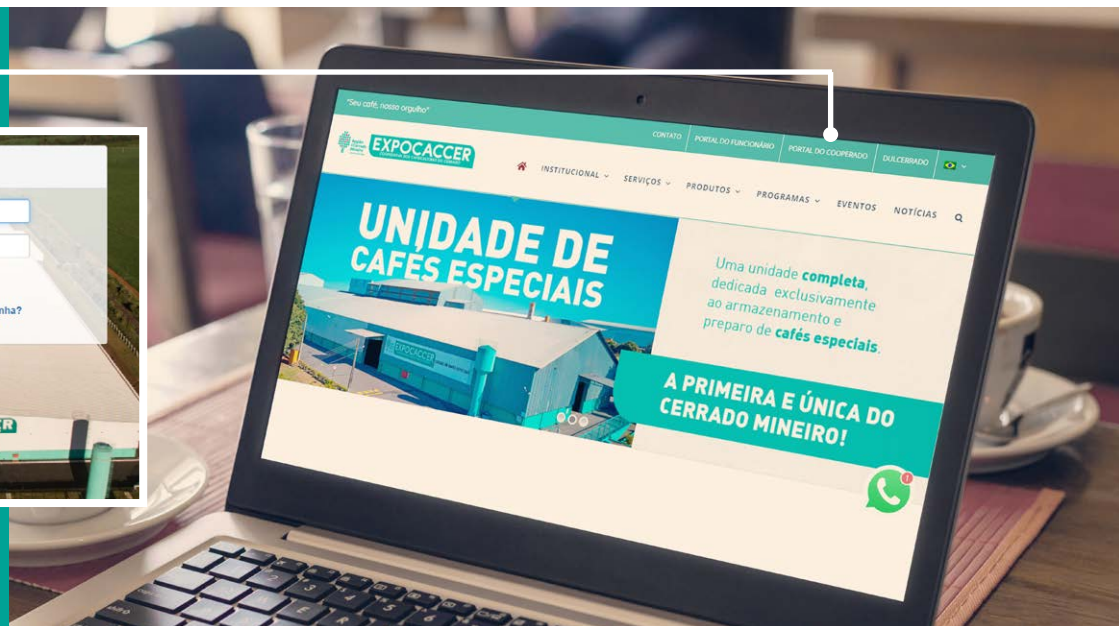 "Seu café, nosso orgulho"
CONTATO
PORTAL DO FUNCIONÁRIO
PORTAL DO COOPERADO
DULCERRADO
EXPOCACCER
INSTITUCIONAL
SERVIÇOS
PRODUTOS
PROGRAMAS
EVENTOS
NOTÍCIAS
UNIDADE DE
CAFÉS ESPECIAIS
EXPOCACCER
Uma unidade completa,
dedicada exclusivamente
ao armazenamento e
preparo de cafés especiais.
A PRIMEIRA E ÚNICA DO
CERRADO MINEIRO!
nha?